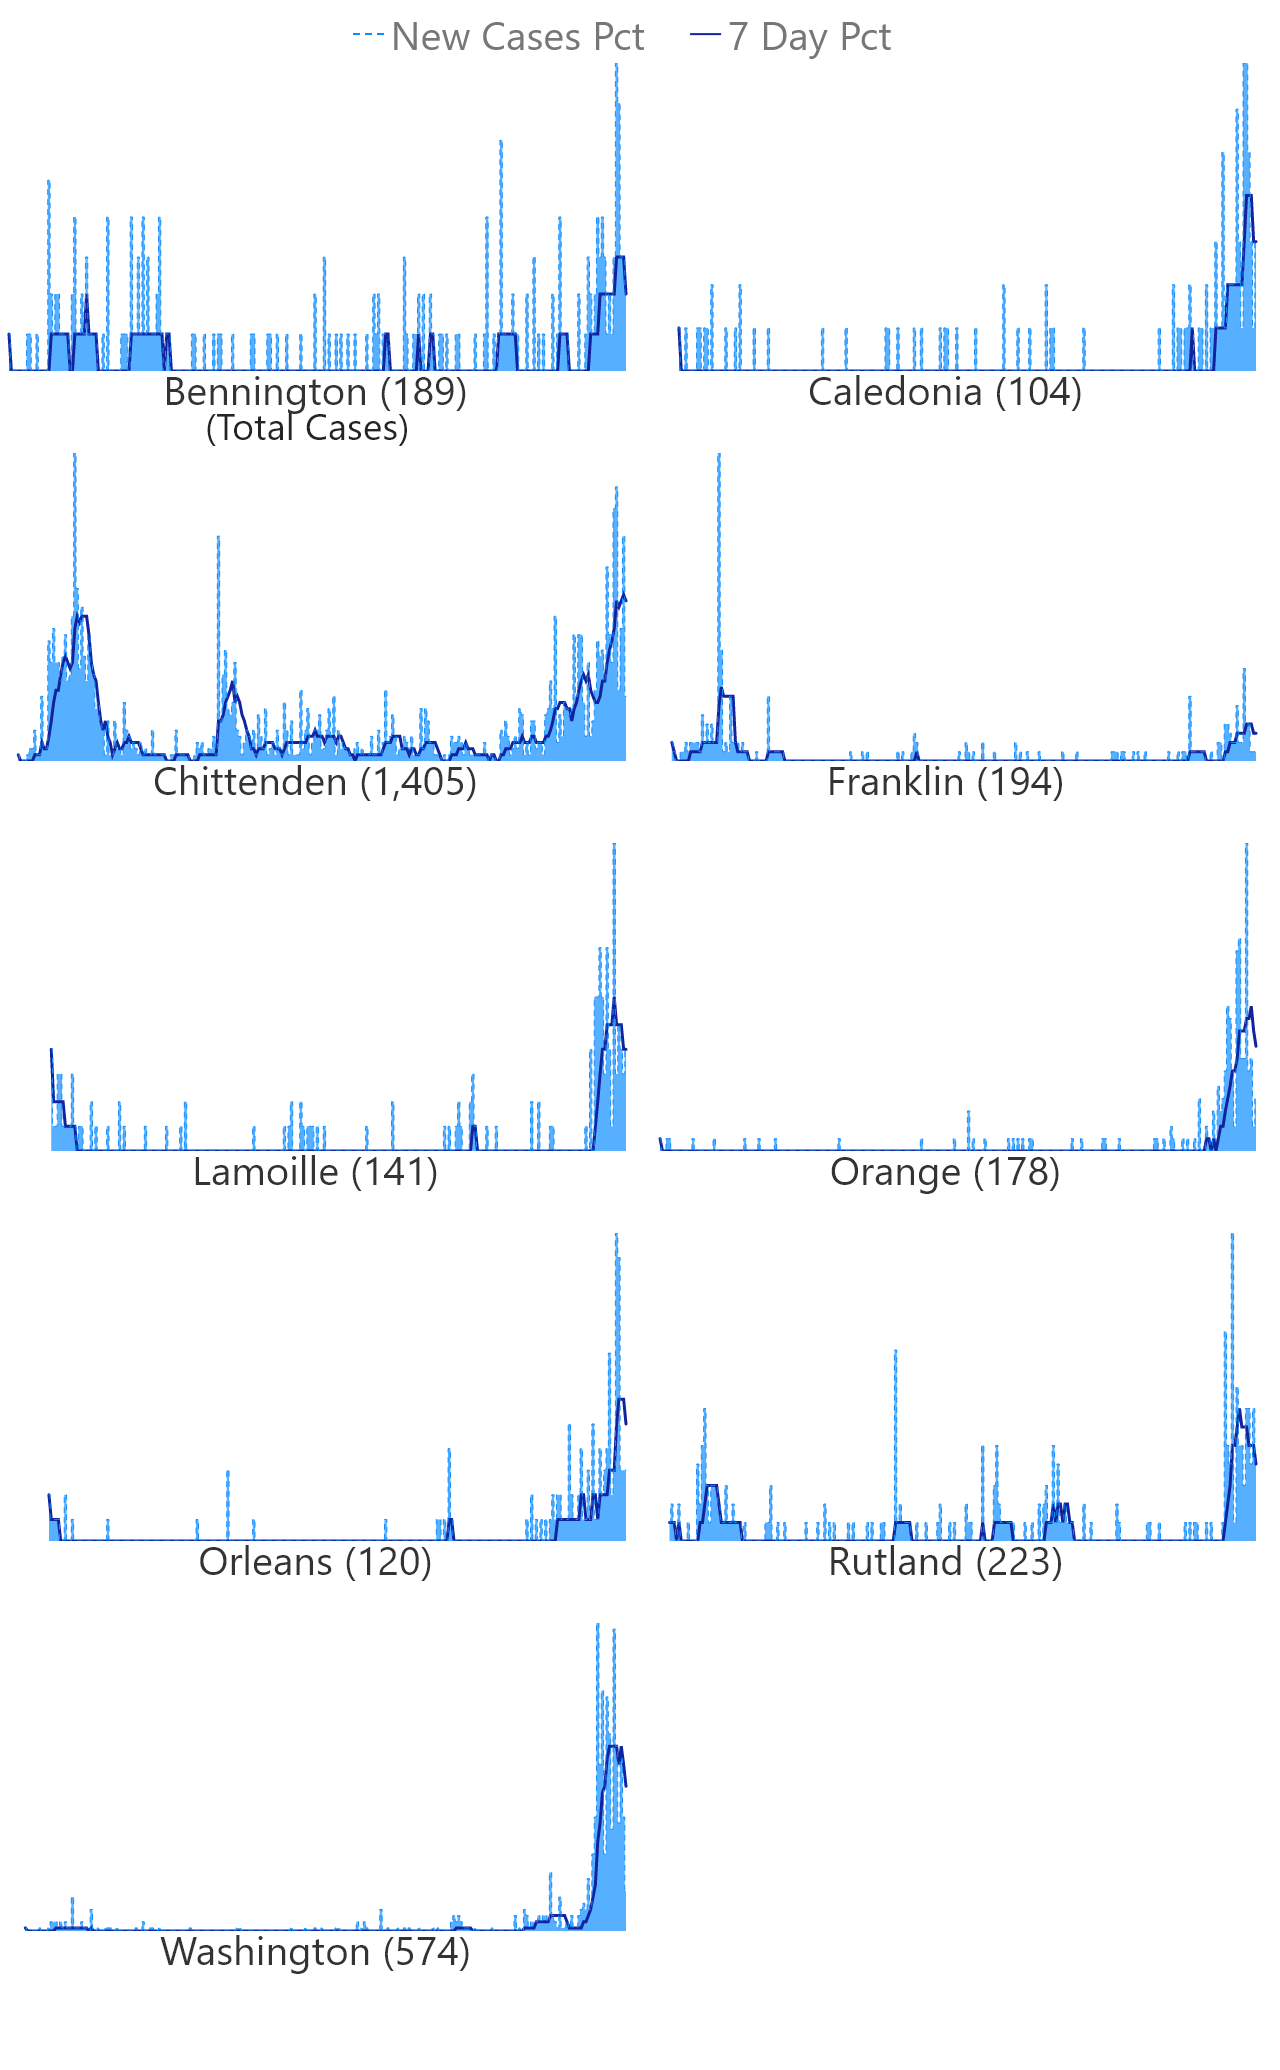 New Cases Pct 7 Day Pct
Bennington (189) Caledonia (104)
(Total Cases)
Chittenden (1,405) Franklin (194)
Lamoille (141) Orange (178)
Orleans (120) Rutland (223)
Washington (574)